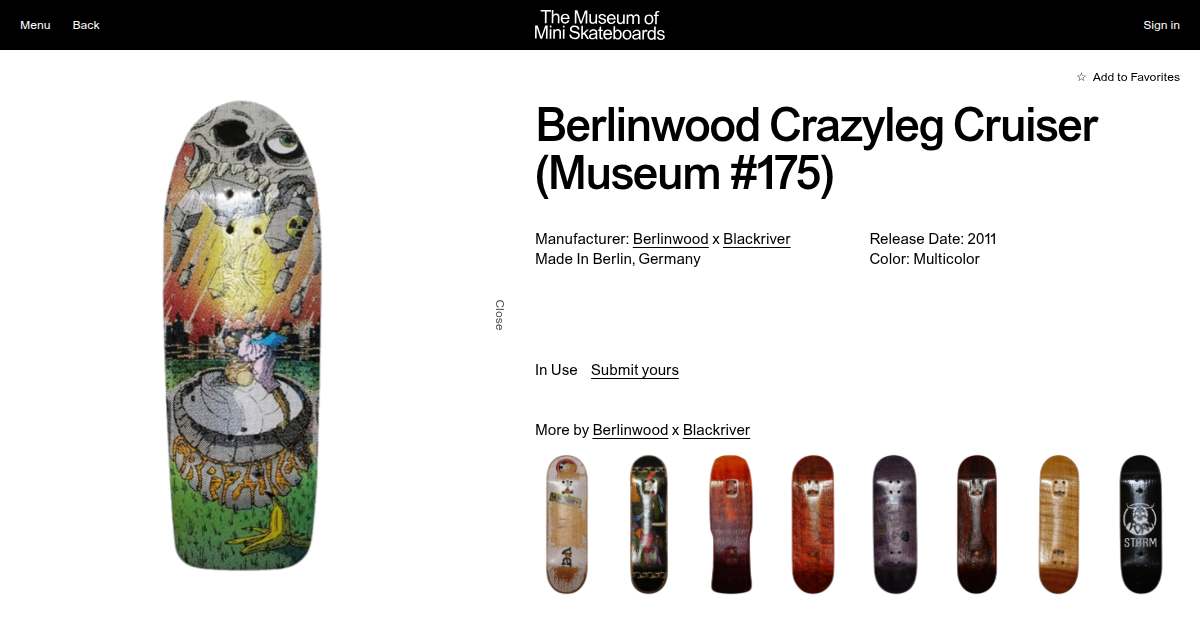 Menu
Back
The Museum of
Mini Skateboards
Sign in
☆ Add to Favorites
Berlinwood Crazyleg Cruiser
(Museum #175)
Manufacturer: Berlinwood x Blackriver
Made In Berlin, Germany
Release Date: 2011
Color: Multicolor
Close
In Use
Submit yours
More by Berlinwood x Blackriver
STORM